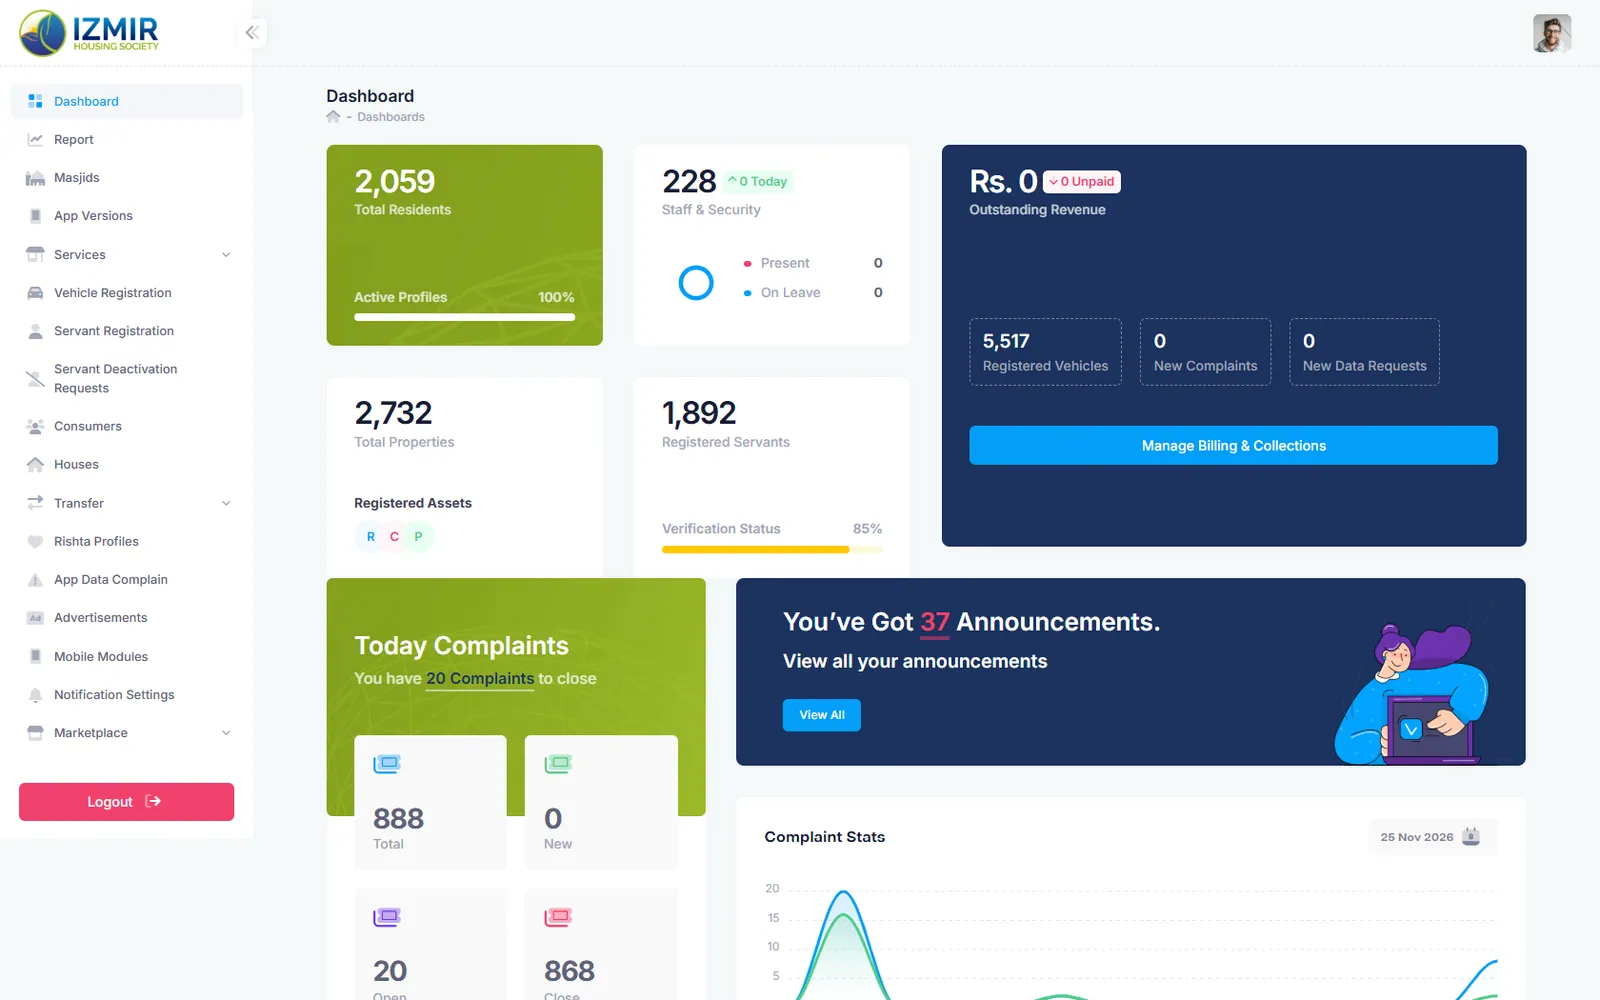 IZMIR
HOUSING SOCIETY
Dashboard
Report
Masjids
App Versions
Services
Vehicle Registration
Servant Registration
Servant Deactivation
Requests
Consumers
Houses
Transfer
Rishta Profiles
App Data Complain
Advertisements
Mobile Modules
Notification Settings
Marketplace
Logout
Dashboard
- Dashboards
2,059
Total Residents
Active Profiles 100%
228 0 Today
Staff & Security
Present 0
On Leave 0
Rs. 0 0 Unpaid
Outstanding Revenue
5,517
Registered Vehicles
0
New Complaints
0
New Data Requests
Manage Billing & Collections
2,732
Total Properties
Registered Assets
R C P
1,892
Registered Servants
Verification Status 85%
Today Complaints
You have 20 Complaints to close
888
Total
0
New
20
Open
868
Close
You’ve Got 37 Announcements.
View all your announcements
View All
Complaint Stats
25 Nov 2026
20
15
10
5